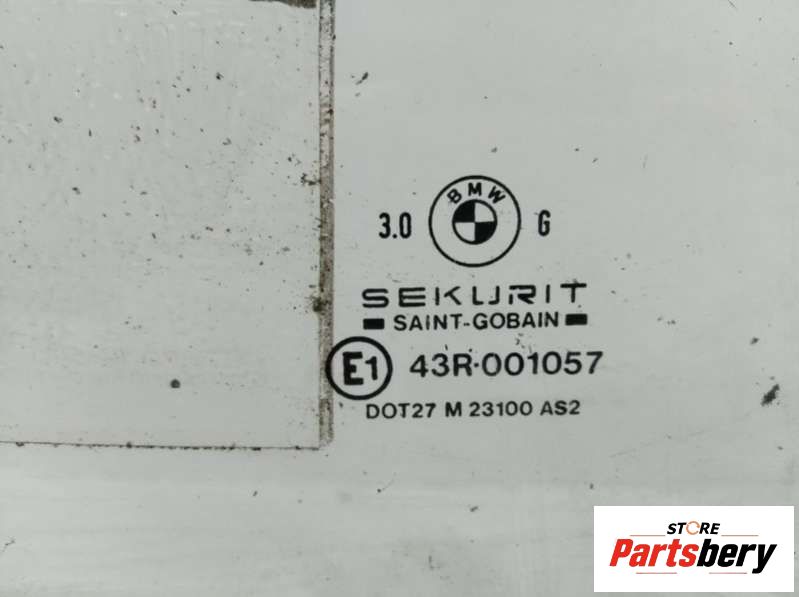 BMW
3.0 G
SEKURIT
SAINT-GOBAIN
E1 43R-001057
DOT27 M 23100 AS2
STORE
Partsbery